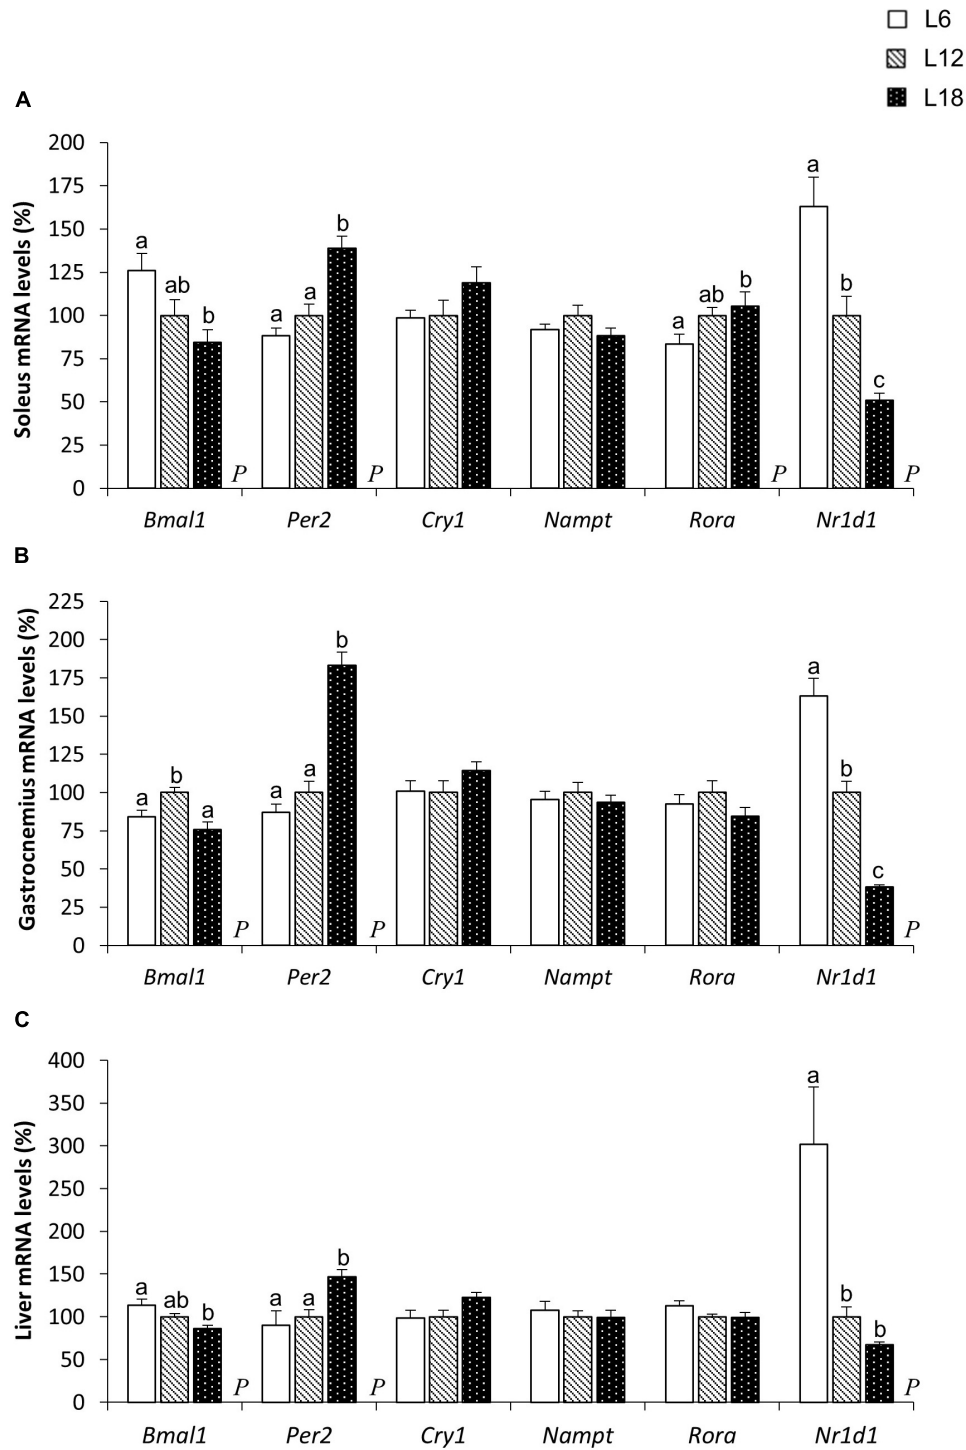 L6
L12
L18
A
Soleus mRNA levels (%)
200
175
150
125
100
75
50
25
0
a ab b P
a a b P
a ab b P
a b c P
Bmal1 Per2 Cry1 Nampt Rora Nr1d1
B
Gastrocnemius mRNA levels (%)
225
200
175
150
125
100
75
50
25
0
a b a P
a a b P
a b c P
Bmal1 Per2 Cry1 Nampt Rora Nr1d1
C
Liver mRNA levels (%)
400
350
300
250
200
150
100
50
0
a ab b P
a a b P
a b b P
Bmal1 Per2 Cry1 Nampt Rora Nr1d1